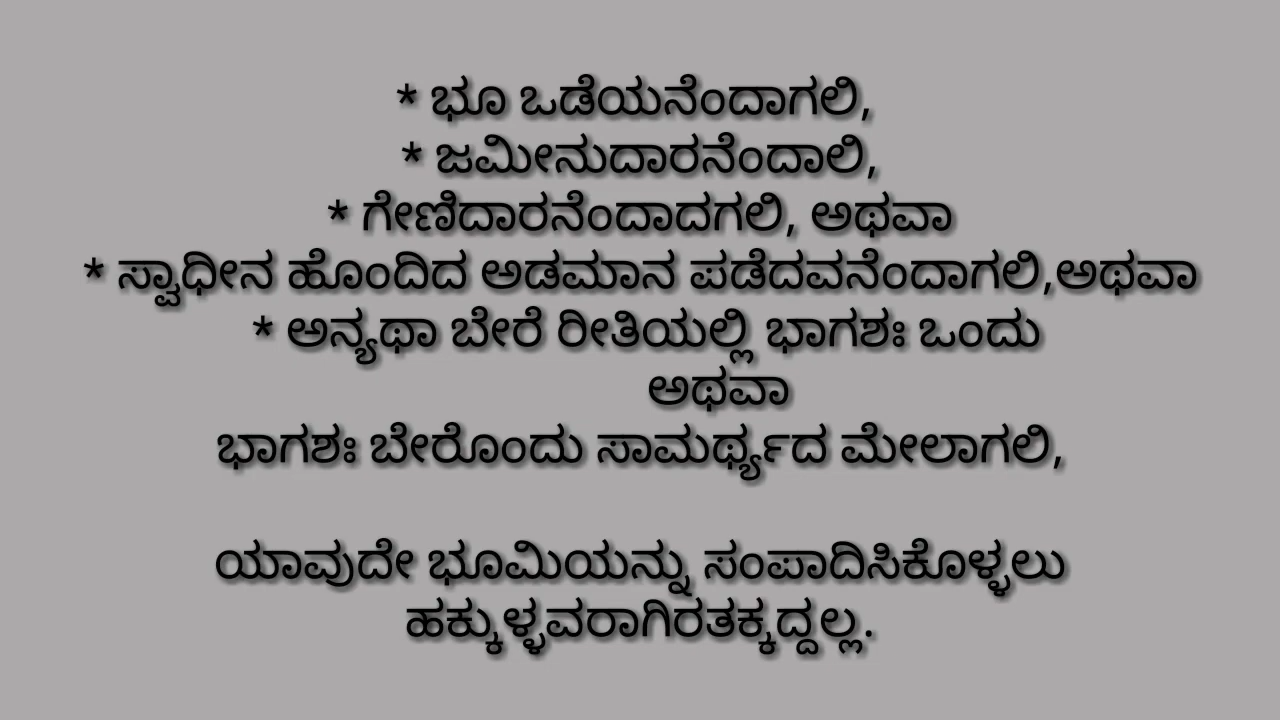 * ಭೂ ಒಡೆಯನೆಂದಾಗಲಿ,
* ಜಮೀನುದಾರನೆಂದಾಲಿ,
* ಗೇಣಿದಾರನೆಂದಾದಗಲಿ, ಅಥವಾ
* ಸ್ವಾಧೀನ ಹೊಂದಿದ ಅಡಮಾನ ಪಡೆದವನೆಂದಾಗಲಿ,ಅಥವಾ
* ಅನ್ಯಥಾ ಬೇರೆ ರೀತಿಯಲ್ಲಿ ಭಾಗಶಃ ಒಂದು
ಅಥವಾ
ಭಾಗಶಃ ಬೇರೊಂದು ಸಾಮರ್ಥ್ಯದ ಮೇಲಾಗಲಿ,
ಯಾವುದೇ ಭೂಮಿಯನ್ನು ಸಂಪಾದಿಸಿಕೊಳ್ಳಲು
ಹಕ್ಕುಳ್ಳವರಾಗಿರತಕ್ಕದ್ದಲ್ಲ.